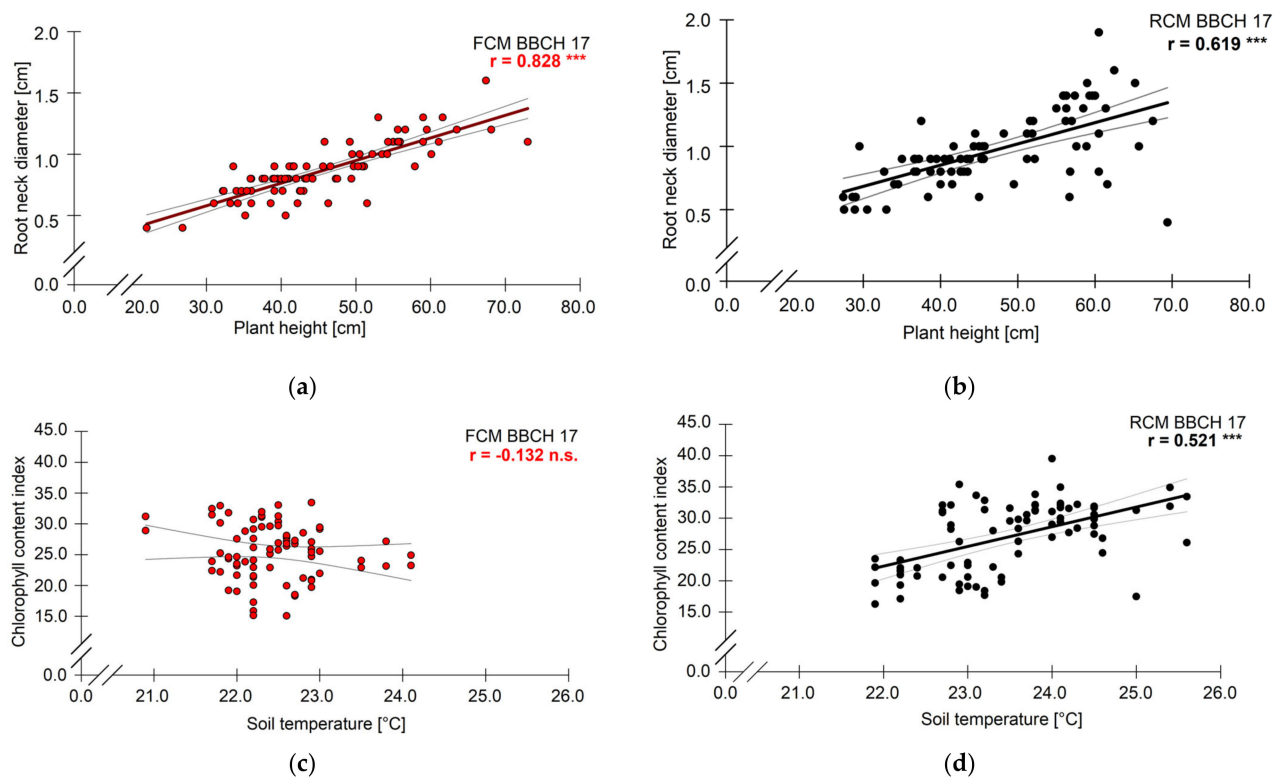 FCM BBCH 17
r = 0.828 ***
2.0
1.5
1.0
0.5
0.0
Root neck diameter [cm]
0.0
20.0
30.0
40.0
50.0
60.0
70.0
80.0
Plant height [cm]
(a)
RCM BBCH 17
r = 0.619 ***
2.0
1.5
1.0
0.5
0.0
Root neck diameter [cm]
0.0
20.0
30.0
40.0
50.0
60.0
70.0
80.0
Plant height [cm]
(b)
FCM BBCH 17
r = -0.132 n.s.
45.0
40.0
35.0
30.0
25.0
20.0
15.0
0.0
Chlorophyll content index
0.0
21.0
22.0
23.0
24.0
25.0
26.0
Soil temperature [°C]
(c)
RCM BBCH 17
r = 0.521 ***
45.0
40.0
35.0
30.0
25.0
20.0
15.0
0.0
Chlorophyll content index
0.0
21.0
22.0
23.0
24.0
25.0
26.0
Soil temperature [°C]
(d)